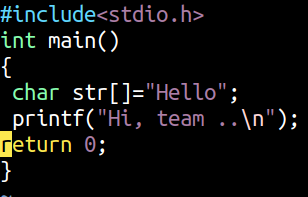 #include<stdio.h>
int main()
{
 char str[]="Hello";
 printf("Hi, team ..\n");
return 0;
}
~